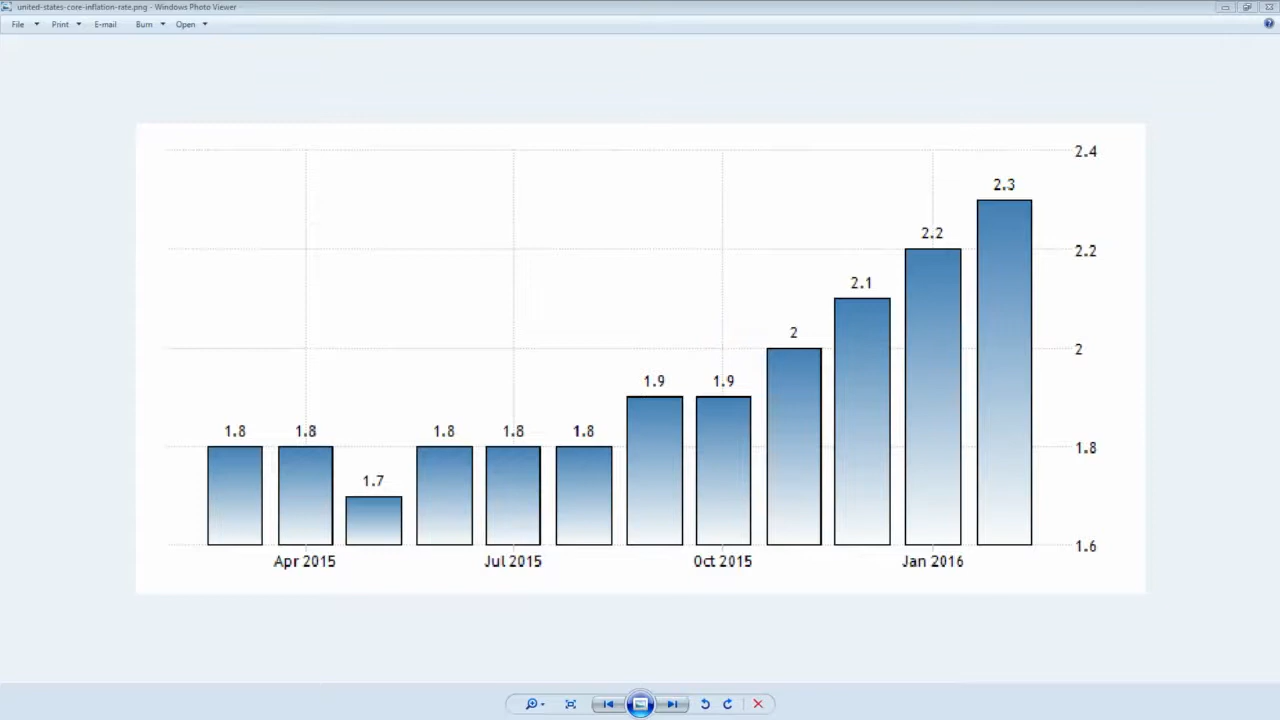 united-states-core-inflation-rate.png - Windows Photo Viewer
File Print E-mail Burn Open
2.4
2.3
2.2
2.2
2.1
2
2
1.9 1.9
1.8 1.8 1.8 1.8 1.8
1.8
1.7
1.6
Apr 2015 Jul 2015 Oct 2015 Jan 2016